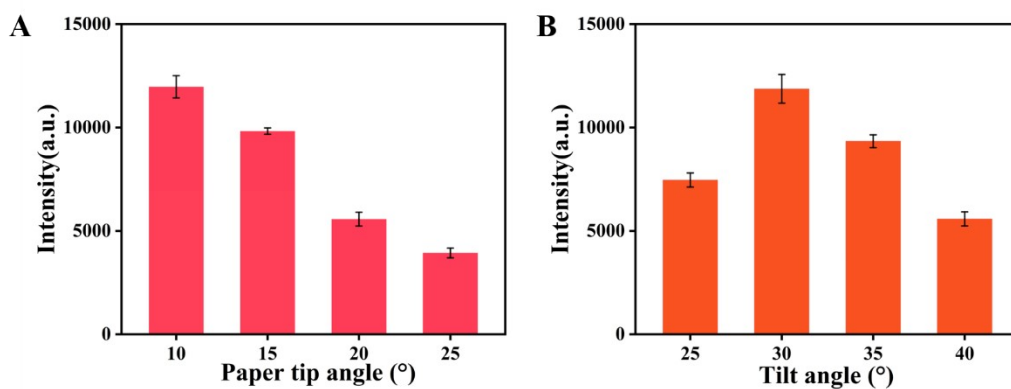 A
Intensity(a.u.)
15000
10000
5000
0
10 15 20 25
Paper tip angle (°)
B
Intensity(a.u.)
15000
10000
5000
0
25 30 35 40
Tilt angle (°)